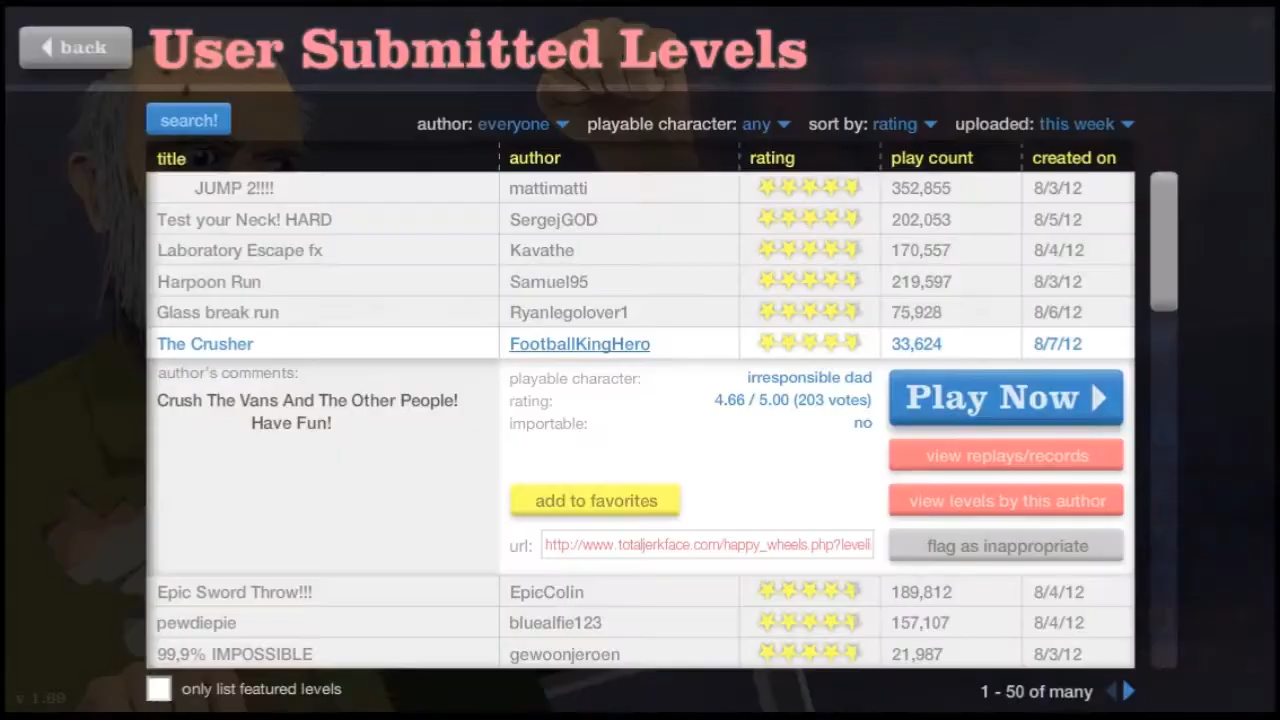 back
User Submitted Levels
search!
author: everyone playable character: any sort by: rating uploaded: this week
title author rating play count created on
JUMP 2!!!! mattimatti 352,855 8/3/12
Test your Neck! HARD SergejGOD 202,053 8/5/12
Laboratory Escape fx Kavathe 170,557 8/4/12
Harpoon Run Samuel95 219,597 8/3/12
Glass break run Ryanlegolover1 75,928 8/6/12
The Crusher FootballKingHero 33,624 8/7/12
author's comments:
Crush The Vans And The Other People!
Have Fun!
playable character: irresponsible dad
rating: 4.66 / 5.00 (203 votes)
importable: no
add to favorites
url: http://www.totaljerkface.com/happy_wheels.php?leveli
Play Now
view replays/records
view levels by this author
flag as inappropriate
Epic Sword Throw!!! EpicColin 189,812 8/4/12
pewdiepie bluealfie123 157,107 8/4/12
99,9% IMPOSSIBLE gewoonjeroen 21,987 8/3/12
only list featured levels
1 - 50 of many